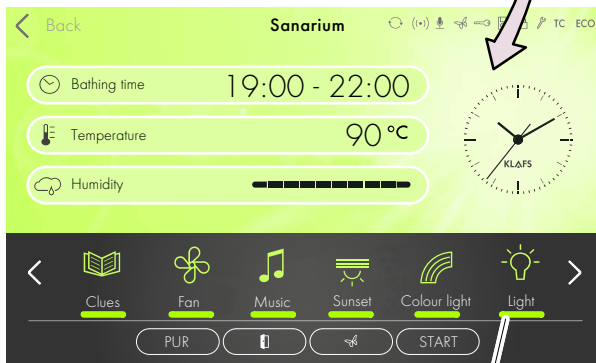 Back Sanarium TC ECO
Bathing time 19:00 - 22:00
Temperature 90 °C
KLAFS
Humidity
Clues Fan Music Sunset Colour light Light
PUR START